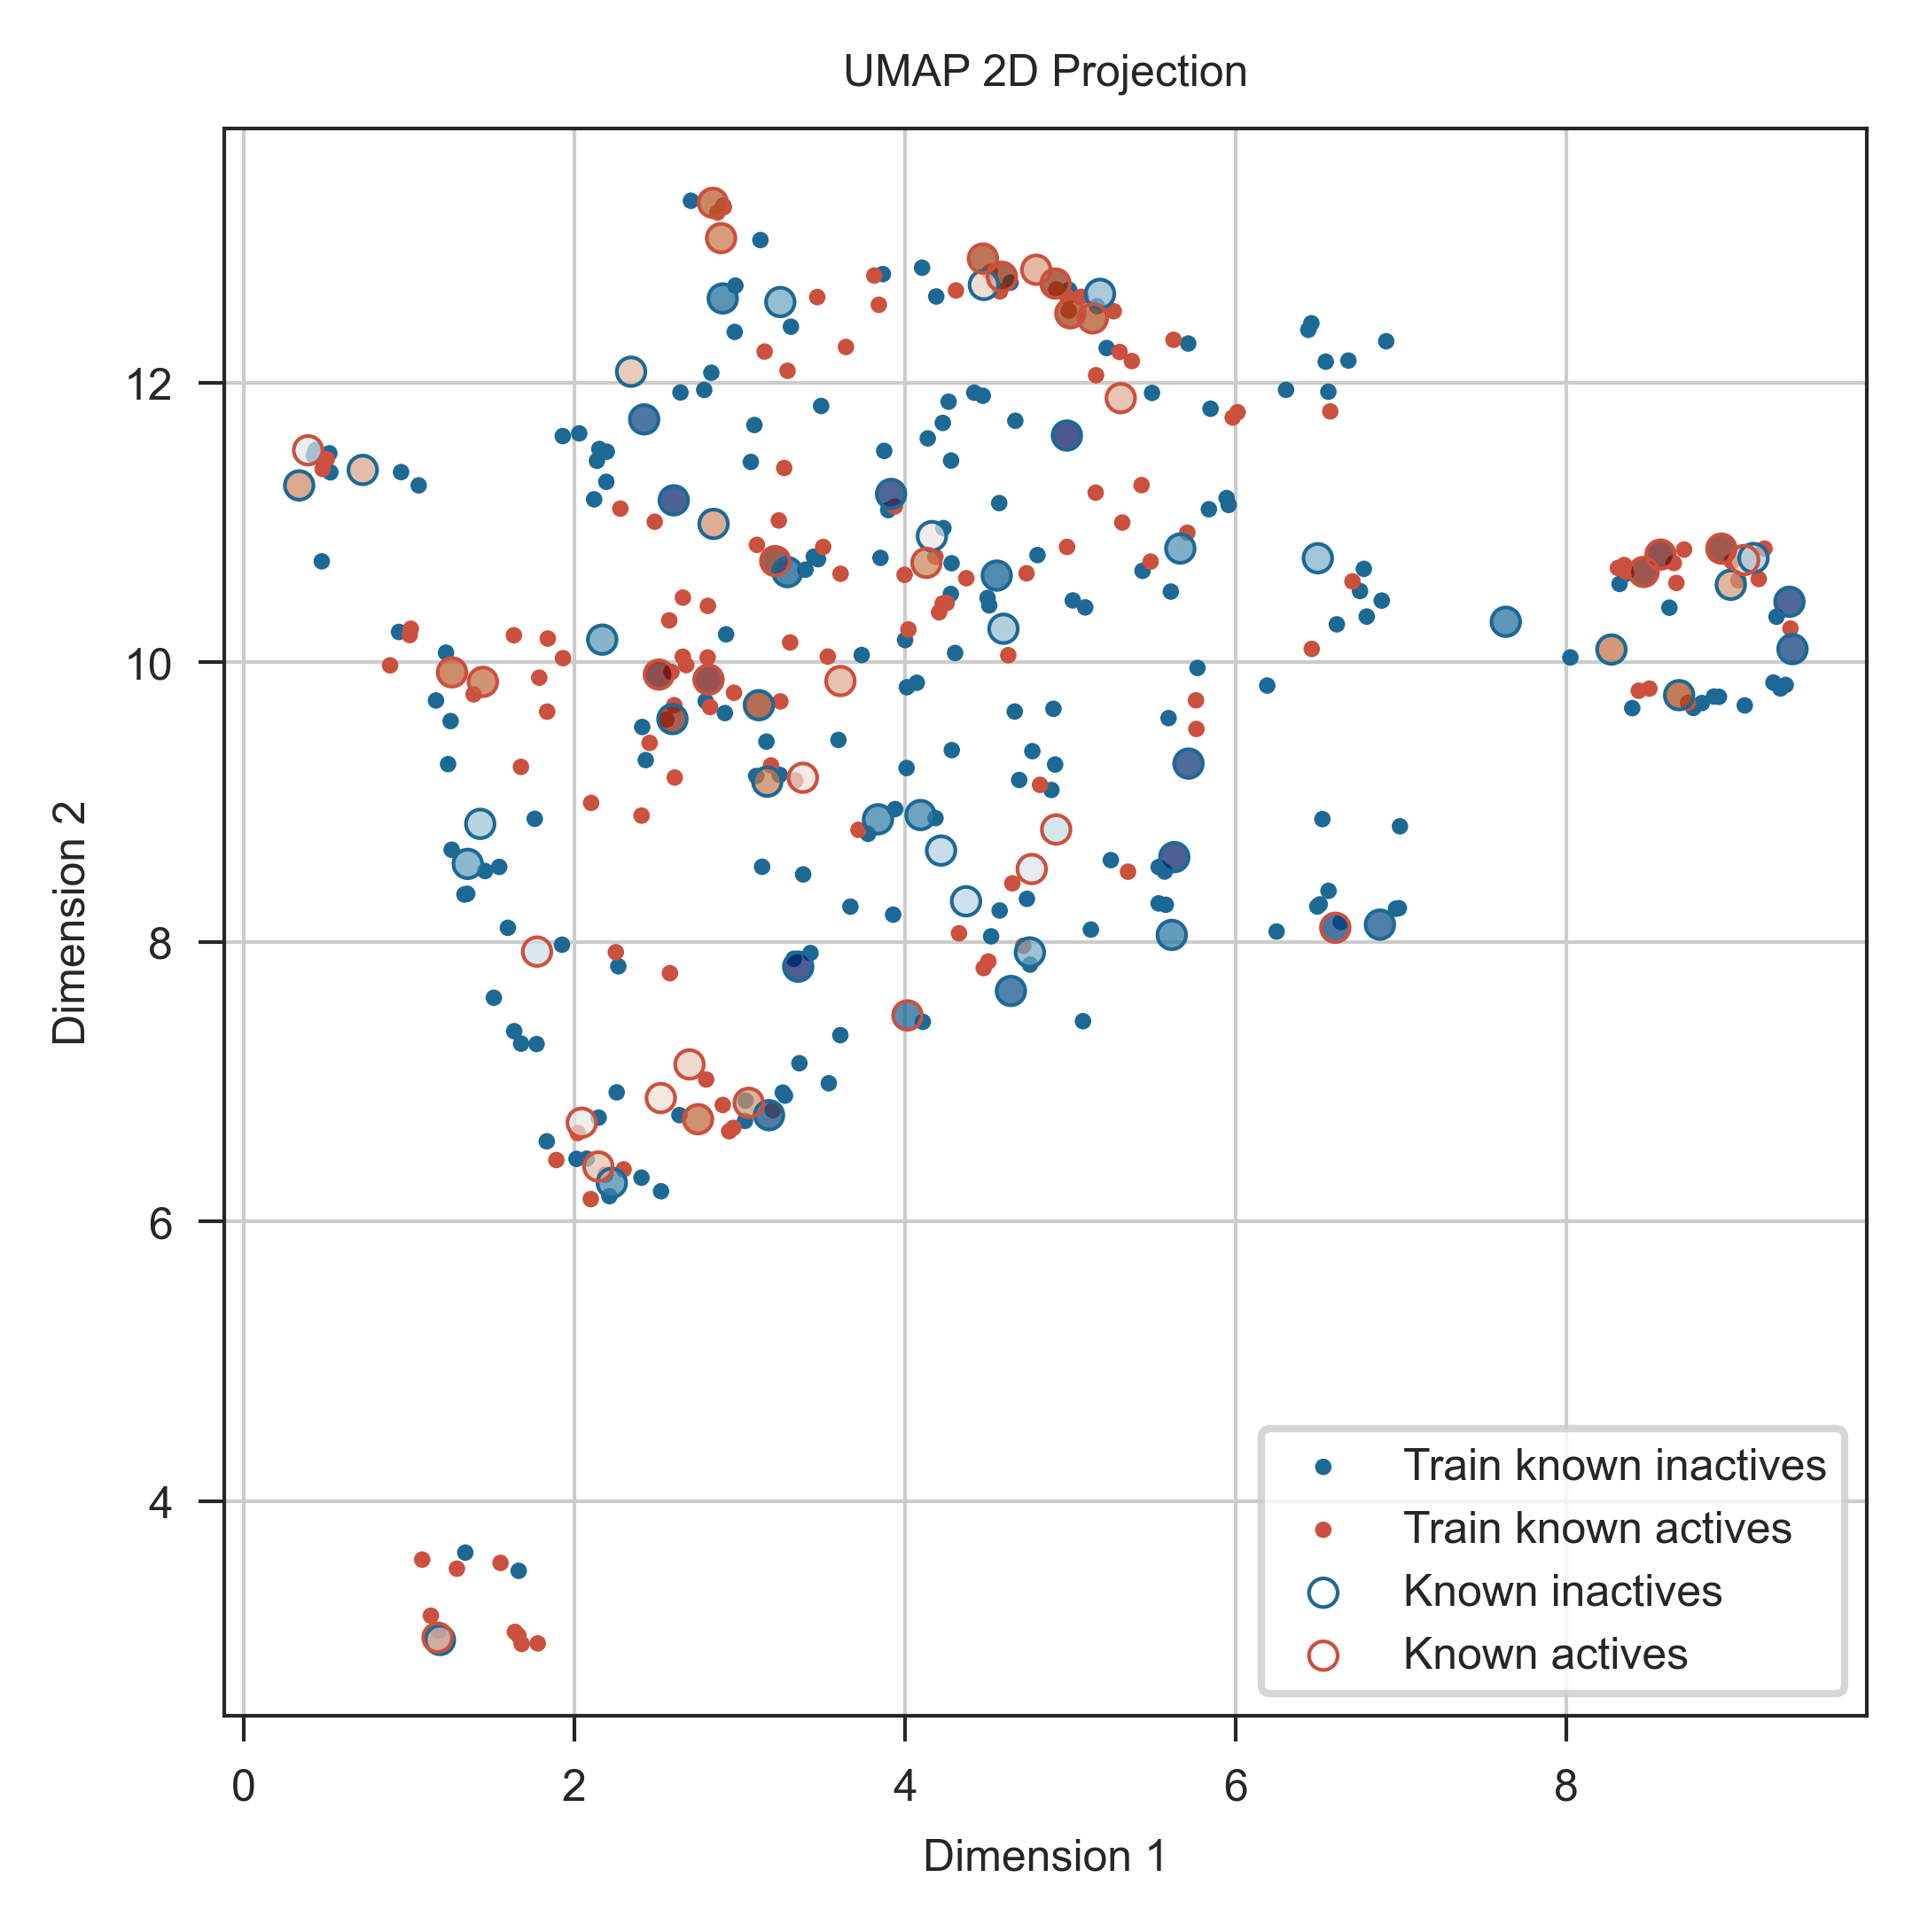 UMAP 2D Projection
12
10
8
6
4
Dimension 2
0
2
4
6
8
Dimension 1
Train known inactives
Train known actives
Known inactives
Known actives